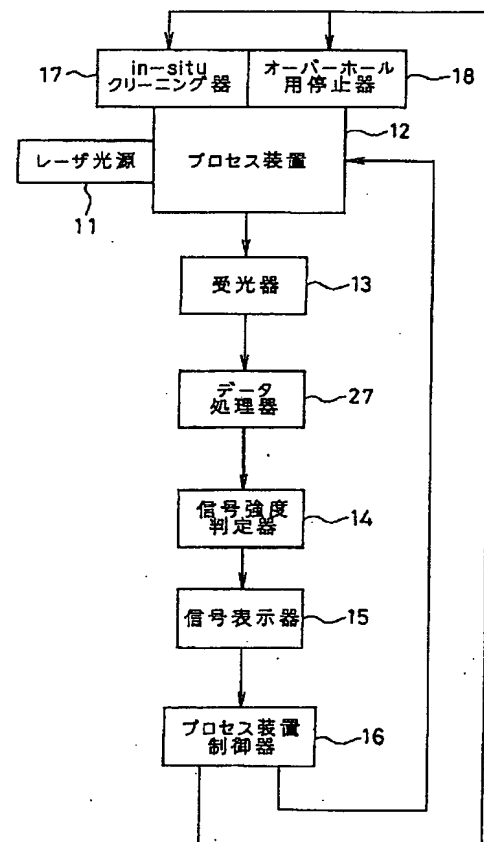 17
in-situ
クリーニング器
オーバーホール
用停止器
18
レーザ光源
11
プロセス装置
12
受光器
13
データ
処理器
27
信号強度
判定器
14
信号表示器
15
プロセス装置
制御器
16